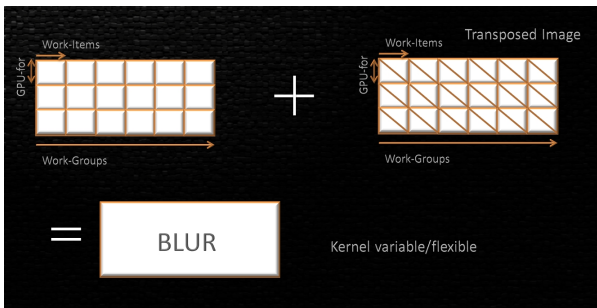 Work-Items
GPU-for
Work-Groups
+
Transposed Image
Work-Items
GPU-for
Work-Groups
=
BLUR
Kernel variable/flexible